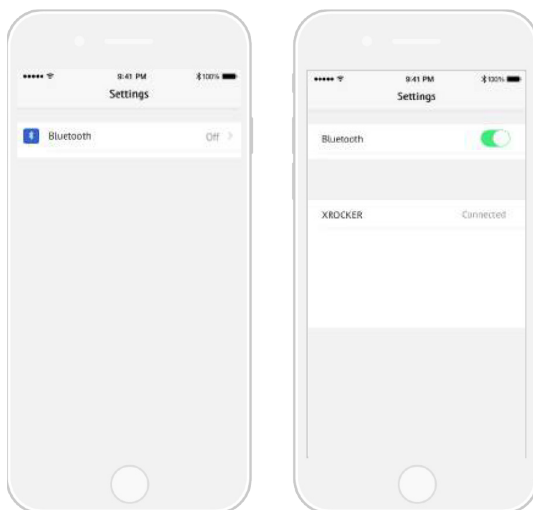 9:41 PM 100%
Settings
Bluetooth Off
9:41 PM 100%
Settings
Bluetooth
XROCKER Connected